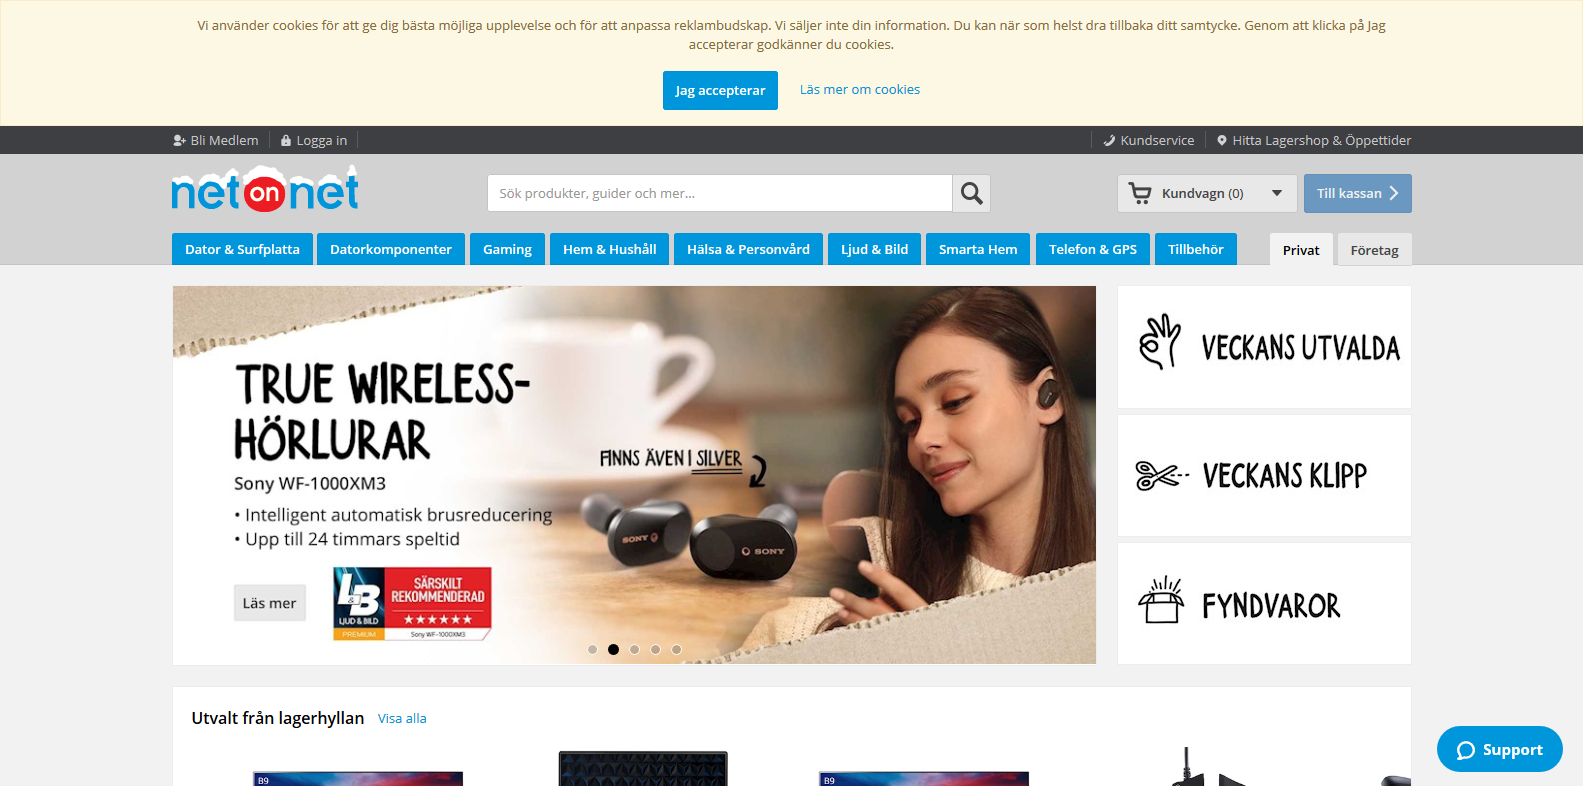 Vi använder cookies för att ge dig bästa möjliga upplevelse och för att anpassa reklambudskap. Vi säljer inte din information. Du kan när som helst dra tillbaka ditt samtycke. Genom att klicka på Jag
accepterar godkänner du cookies.
Jag accepterar
Läs mer om cookies
Bli Medlem
Logga in
Kundservice
Hitta Lagershop & Öppettider
net on net
Sök produkter, guider och mer...
Kundvagn (0)
Till kassan
Dator & Surfplatta
Datorkomponenter
Gaming
Hem & Hushåll
Hälsa & Personvård
Ljud & Bild
Smarta Hem
Telefon & GPS
Tillbehör
Privat
Företag
TRUE WIRELESS-
HÖRLURAR
Sony WF-1000XM3
• Intelligent automatisk brusreducering
• Upp till 24 timmars speltid
FINNS ÄVEN I SILVER
SONY
SONY
Läs mer
L&B
LJUD & BILD
PREMIUM
SÄRSKILT
REKOMMENDERAD
★★★★★★
Sony WF-1000XM3
VECKANS UTVALDA
VECKANS KLIPP
FYNDVAROR
Utvalt från lagerhyllan
Visa alla
B9
B9
Support